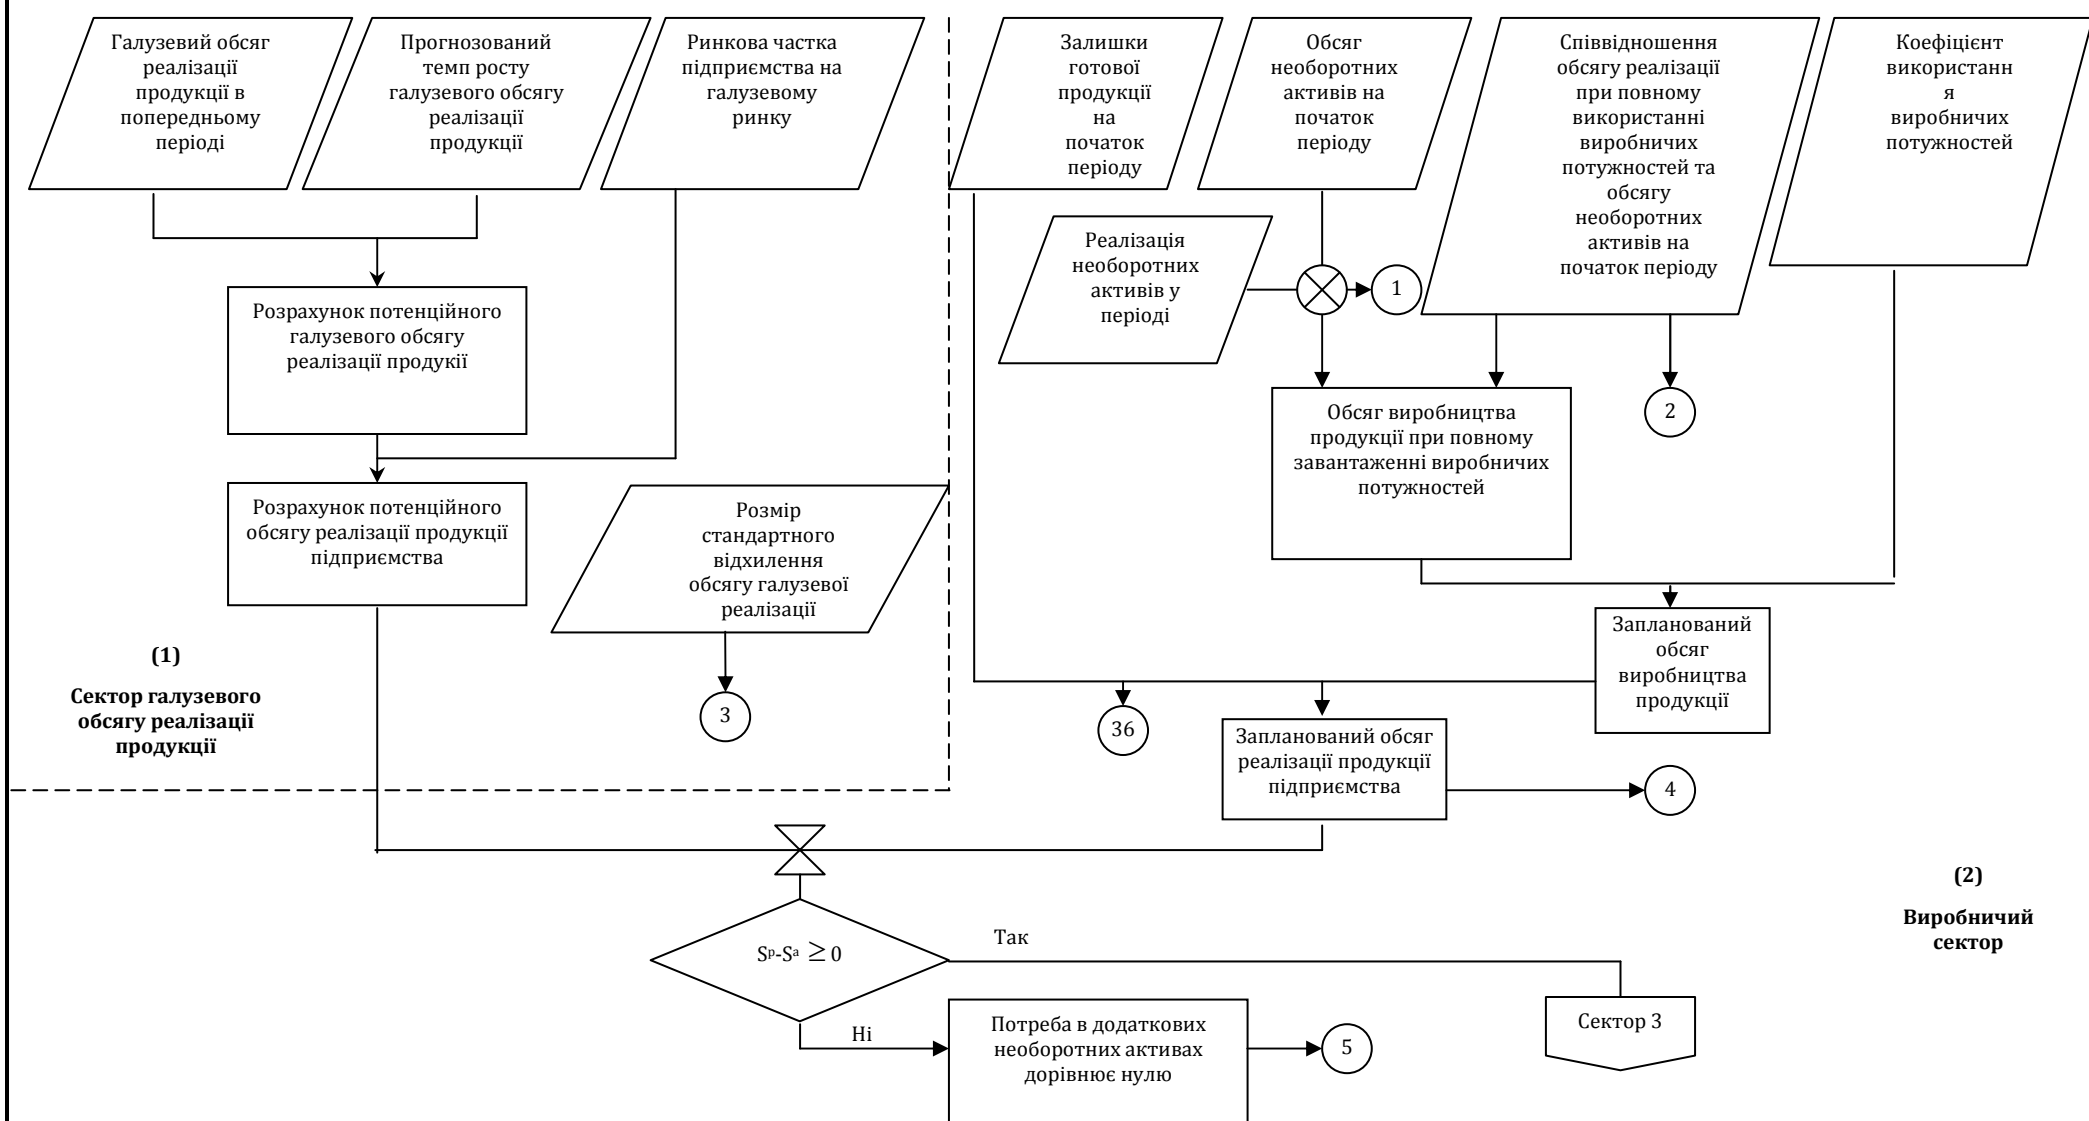 Галузевий обсяг
реалізації
продукції в
попередньому
періоді
Прогнозований
темп росту
галузевого обсягу
реалізації
продукції
Ринкова частка
підприємства на
галузевому
ринку
Залишки
готової
продукції
на
початок
періоду
Обсяг
необоротних
активів на
початок
періоду
Співвідношення
обсягу реалізації
при повному
використанні
виробничих
потужностей та
обсягу
необоротних
активів на
початок періоду
Коефіцієнт
використанн
я
виробничих
потужностей
Реалізація
необоротних
активів у
періоді
1
Розрахунок потенційного
галузевого обсягу
реалізації продукії
2
Обсяг виробництва
продукції при повному
завантаженні виробничих
потужностей
Розрахунок потенційного
обсягу реалізації продукції
підприємства
Розмір
стандартного
відхилення
обсягу галузевої
реалізації
Запланований
обсяг
виробництва
продукції
(1)
Сектор галузевого
обсягу реалізації
продукції
3
36
Запланований обсяг
реалізації продукції
підприємства
4
(2)
Виробничий
сектор
Sᵖ-Sᵃ ≥ 0
Так
Сектор 3
Ні
Потреба в додаткових
необоротних активах
дорівнює нулю
5